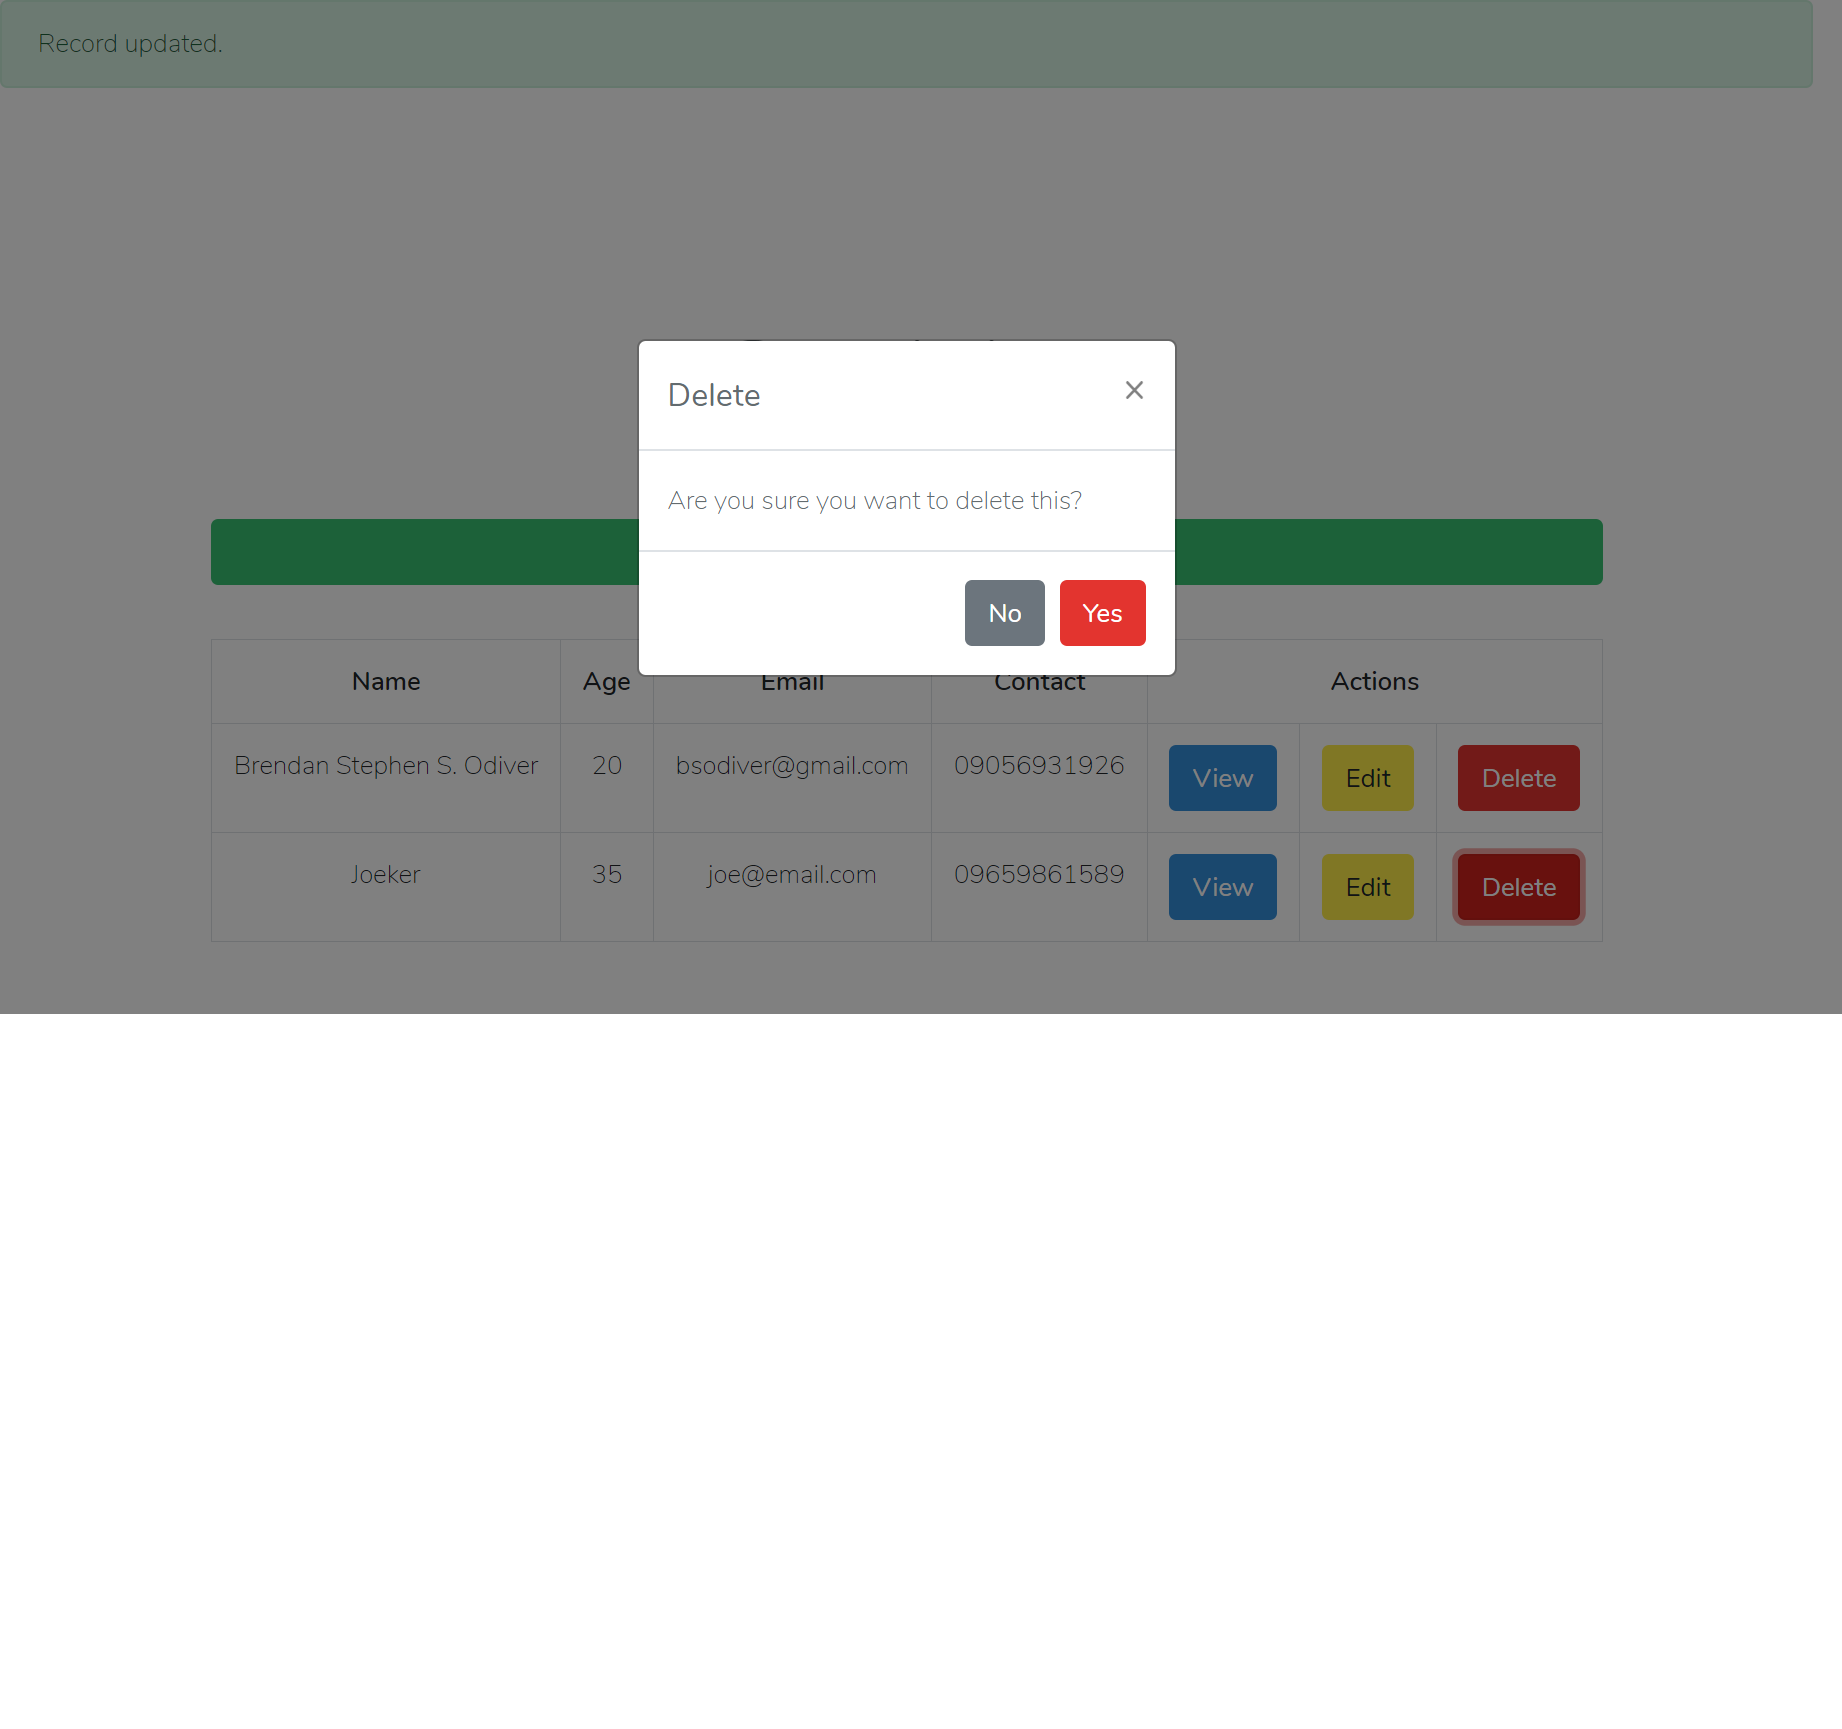 Record updated.
Delete ×
Are you sure you want to delete this?
No Yes
Name Age Email Contact Actions
Brendan Stephen S. Odiver 20 bsodiver@gmail.com 09056931926 View Edit Delete
Joeker 35 joe@email.com 09659861589 View Edit Delete